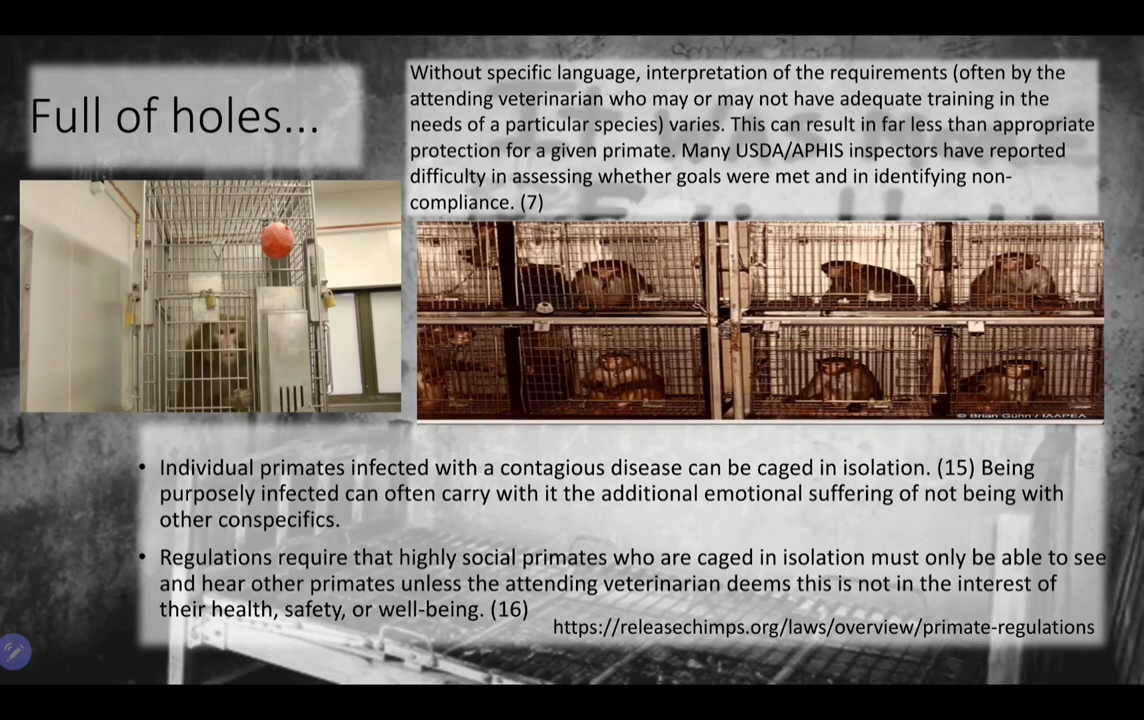 Full of holes...
Without specific language, interpretation of the requirements (often by the
attending veterinarian who may or may not have adequate training in the
needs of a particular species) varies. This can result in far less than appropriate
protection for a given primate. Many USDA/APHIS inspectors have reported
difficulty in assessing whether goals were met and in identifying non-
compliance. (7)
© Brian Gunn / IAAPEA
• Individual primates infected with a contagious disease can be caged in isolation. (15) Being
purposely infected can often carry with it the additional emotional suffering of not being with
other conspecifics.
• Regulations require that highly social primates who are caged in isolation must only be able to see
and hear other primates unless the attending veterinarian deems this is not in the interest of
their health, safety, or well-being. (16)
https://releasechimps.org/laws/overview/primate-regulations